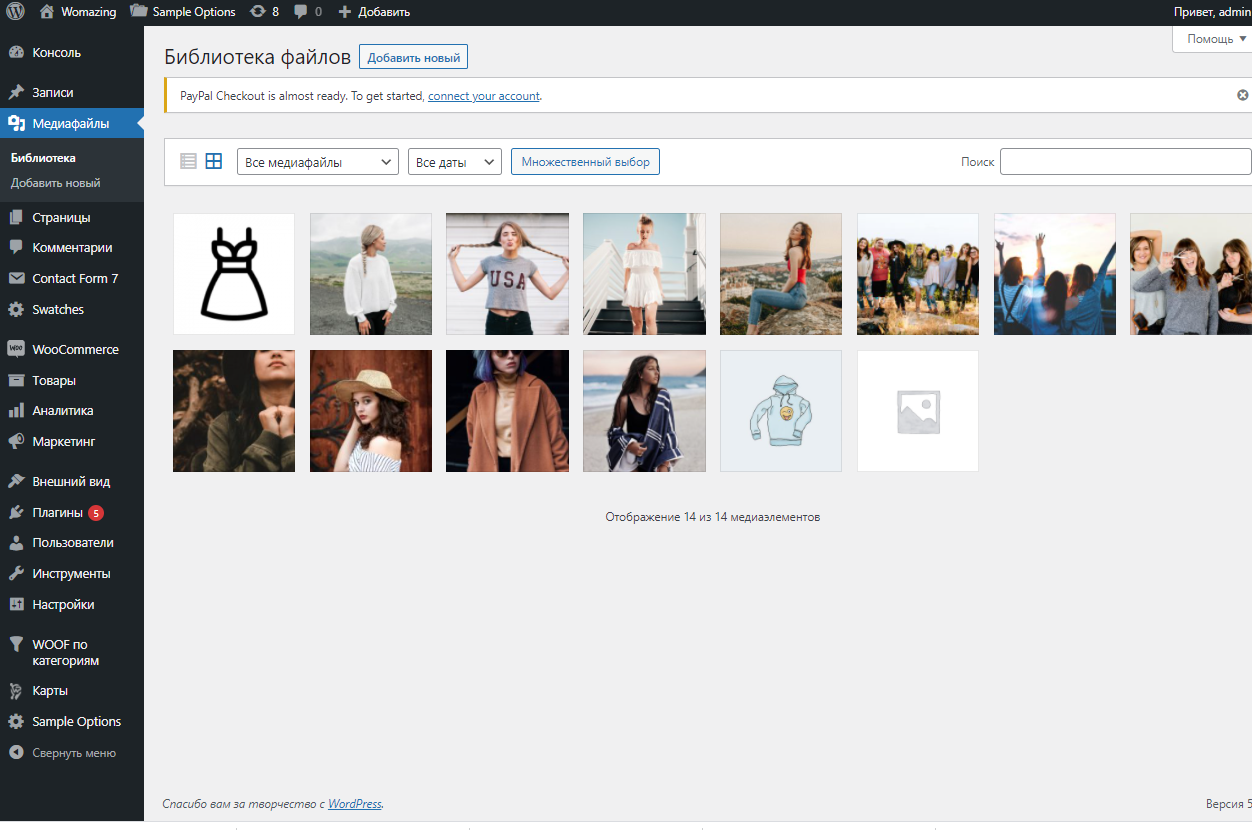 Womazing Sample Options 8 0 Добавить Привет, admin
Помощь
Консоль
Записи
Медиафайлы
Библиотека
Добавить новый
Страницы
Комментарии
Contact Form 7
Swatches
WooCommerce
Товары
Аналитика
Маркетинг
Внешний вид
Плагины 5
Пользователи
Инструменты
Настройки
WOOF по
категориям
Карты
Sample Options
Свернуть меню
Библиотека файлов Добавить новый
PayPal Checkout is almost ready. To get started, connect your account.
Все медиафайлы Все даты Множественный выбор Поиск
USA
Отображение 14 из 14 медиаэлементов
Спасибо вам за творчество с WordPress. Версия 5